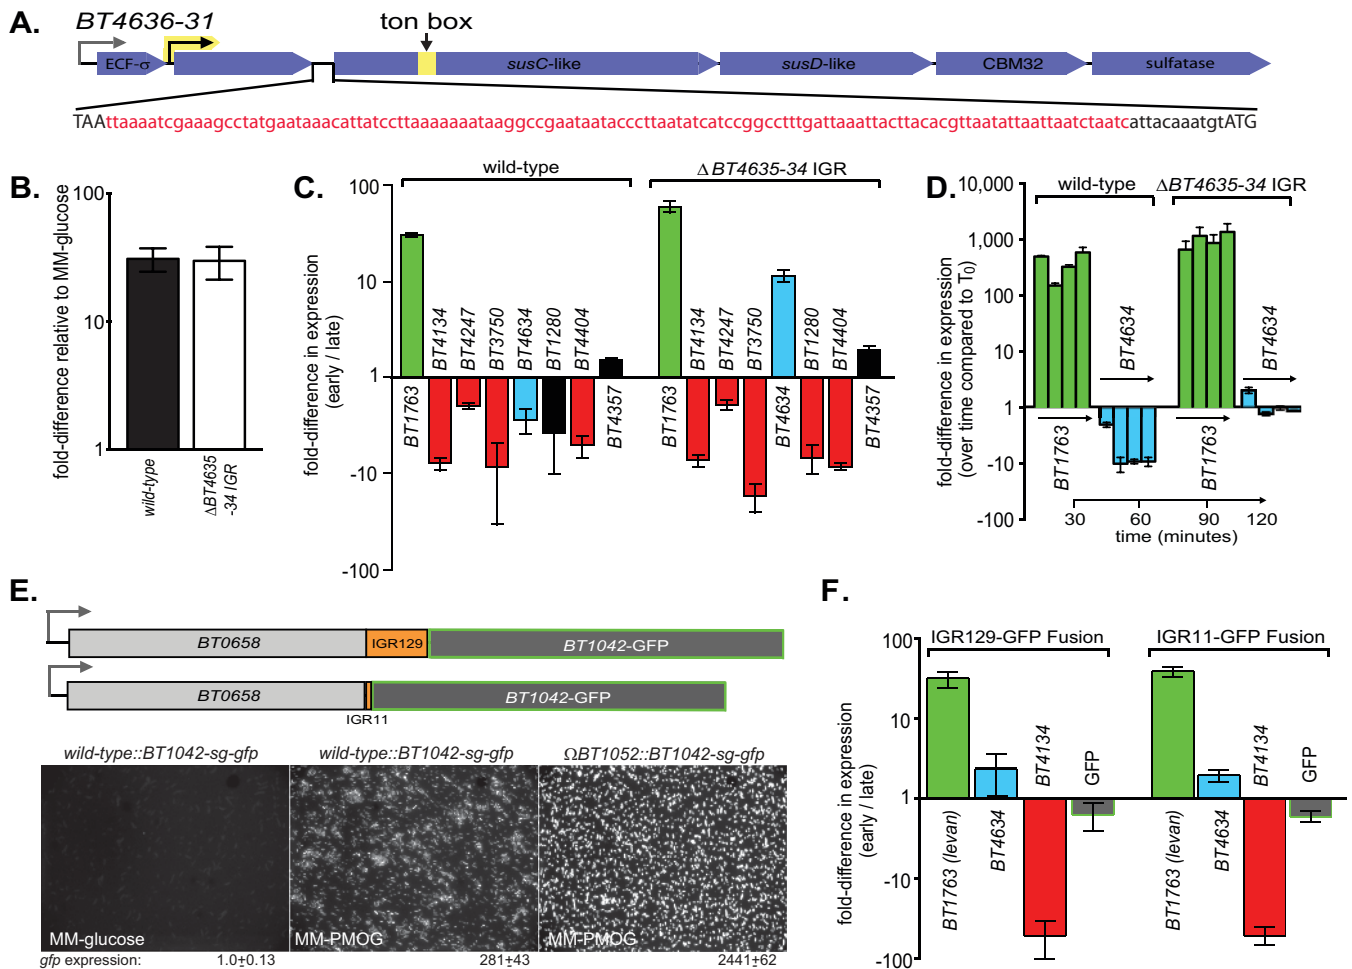 A.
BT4636-31
ton box
ECF-σ
susC-like
susD-like
CBM32
sulfatase
TAAttaaaatcgaaagcctatgaataaacattatccttaaaaaaataaggccgaataatacccttaatatcatccggcctttgattaaattacttacacgttaatattaattaatctaatcattacaaatgtATG
B.
fold-difference relative to MM-glucose
100
10
1
wild-type
ΔBT4635
-34 IGR
C.
wild-type
ΔBT4635-34 IGR
fold-difference in expression
(early / late)
100
10
1
-10
-100
BT1763
BT4134
BT4247
BT3750
BT4634
BT1280
BT4404
BT4357
BT1763
BT4134
BT4247
BT3750
BT4634
BT1280
BT4404
BT4357
D.
wild-type
ΔBT4635-34 IGR
fold-difference in expression
(over time compared to T0)
10,000
1,000
100
10
1
-10
-100
BT1763
BT4634
BT1763
BT4634
30
60
90
120
time (minutes)
E.
BT0658
IGR129
BT1042-GFP
BT0658
BT1042-GFP
IGR11
wild-type::BT1042-sg-gfp
wild-type::BT1042-sg-gfp
ΩBT1052::BT1042-sg-gfp
MM-glucose
MM-PMOG
MM-PMOG
gfp expression:
1.0±0.13
281±43
2441±62
F.
IGR129-GFP Fusion
IGR11-GFP Fusion
fold-difference in expression
(early / late)
100
10
1
-10
-100
BT1763 (levan)
BT4634
BT4134
GFP
BT1763 (levan)
BT4634
BT4134
GFP